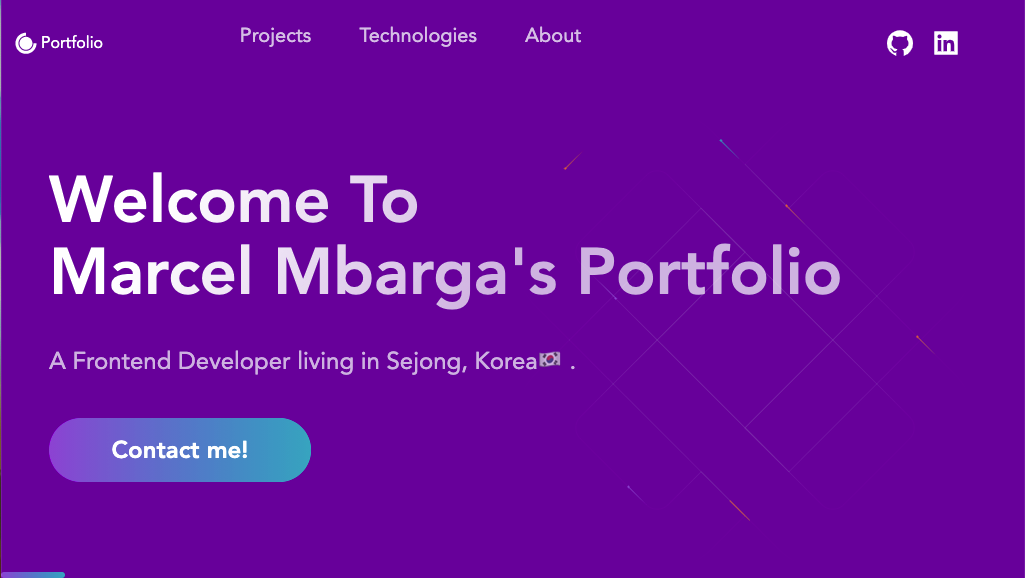 Portfolio
Projects
Technologies
About
Welcome To
Marcel Mbarga's Portfolio
A Frontend Developer living in Sejong, Korea🇰🇷 .
Contact me!